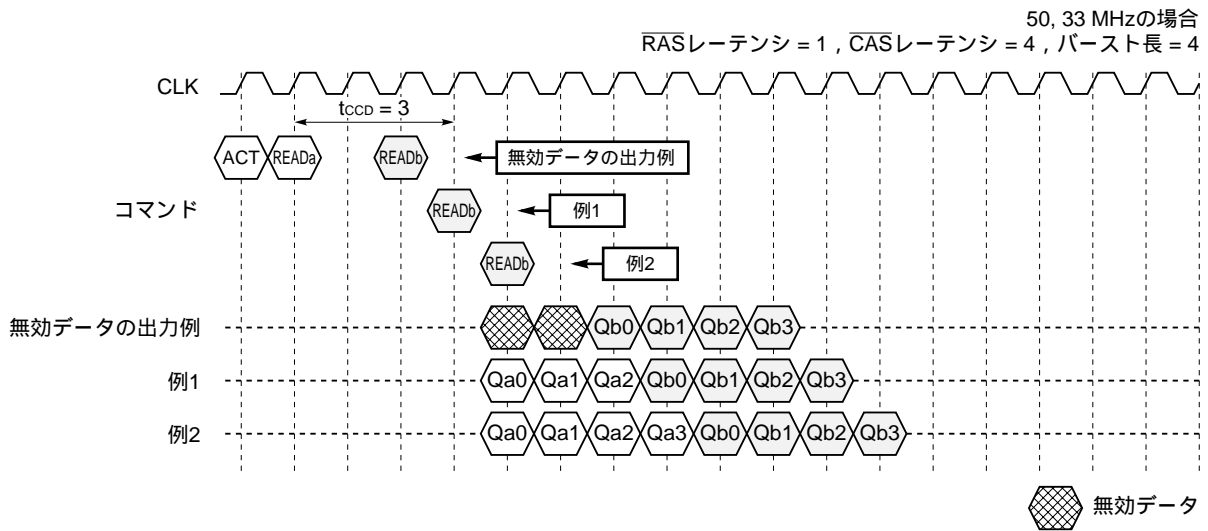 50, 33 MHzの場合
RASレーテンシ = 1 , CASレーテンシ = 4 , バースト長 = 4
CLK
tCCD = 3
ACT READa READb 無効データの出力例
コマンド READb 例1
READb 例2
無効データの出力例 Qb0 Qb1 Qb2 Qb3
例1 Qa0 Qa1 Qa2 Qb0 Qb1 Qb2 Qb3
例2 Qa0 Qa1 Qa2 Qa3 Qb0 Qb1 Qb2 Qb3
無効データ